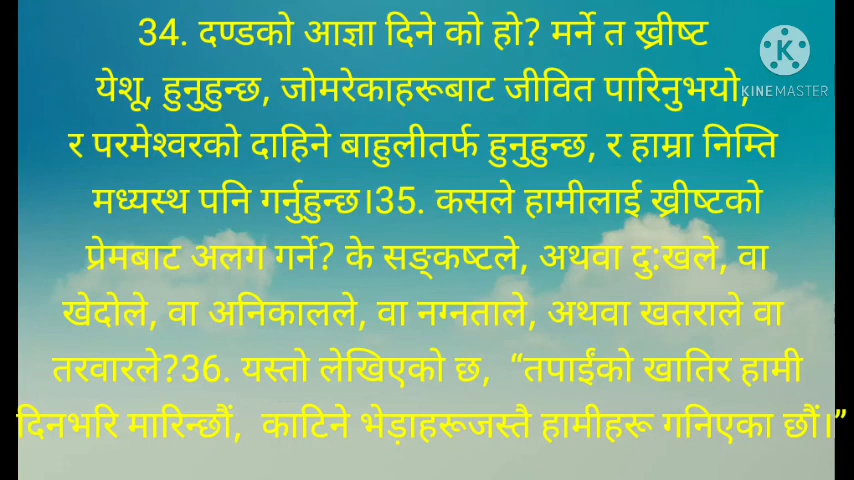 34. दण्डको आज्ञा दिने को हो? मर्ने त ख्रीष्ट
येशू, हुनुहुन्छ, जोमरेकाहरूबाट जीवित पारिनुभयो,
र परमेश्वरको दाहिने बाहुलीतर्फ हुनुहुन्छ, र हाम्रा निम्ति
मध्यस्थ पनि गर्नुहुन्छ।35. कसले हामीलाई ख्रीष्टको
प्रेमबाट अलग गर्ने? के सङ्कष्टले, अथवा दु:खले, वा
खेदोले, वा अनिकालले, वा नग्नताले, अथवा खतराले वा
तरवारले?36. यस्तो लेखिएको छ, “तपाईंको खातिर हामी
दिनभरि मारिन्छौं, काटिने भेड़ाहरूजस्तै हामीहरू गनिएका छौं।”
K
KINEMASTER